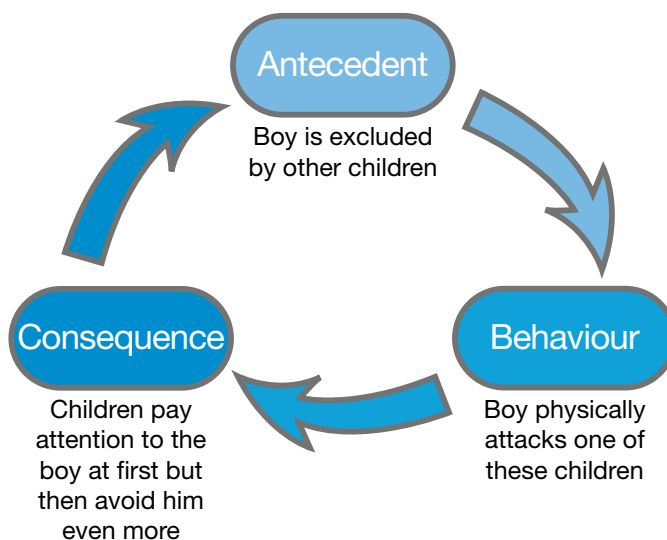 Antecedent
Boy is excluded
by other children
Behaviour
Boy physically
attacks one of
these children
Consequence
Children pay
attention to the
boy at first but
then avoid him
even more